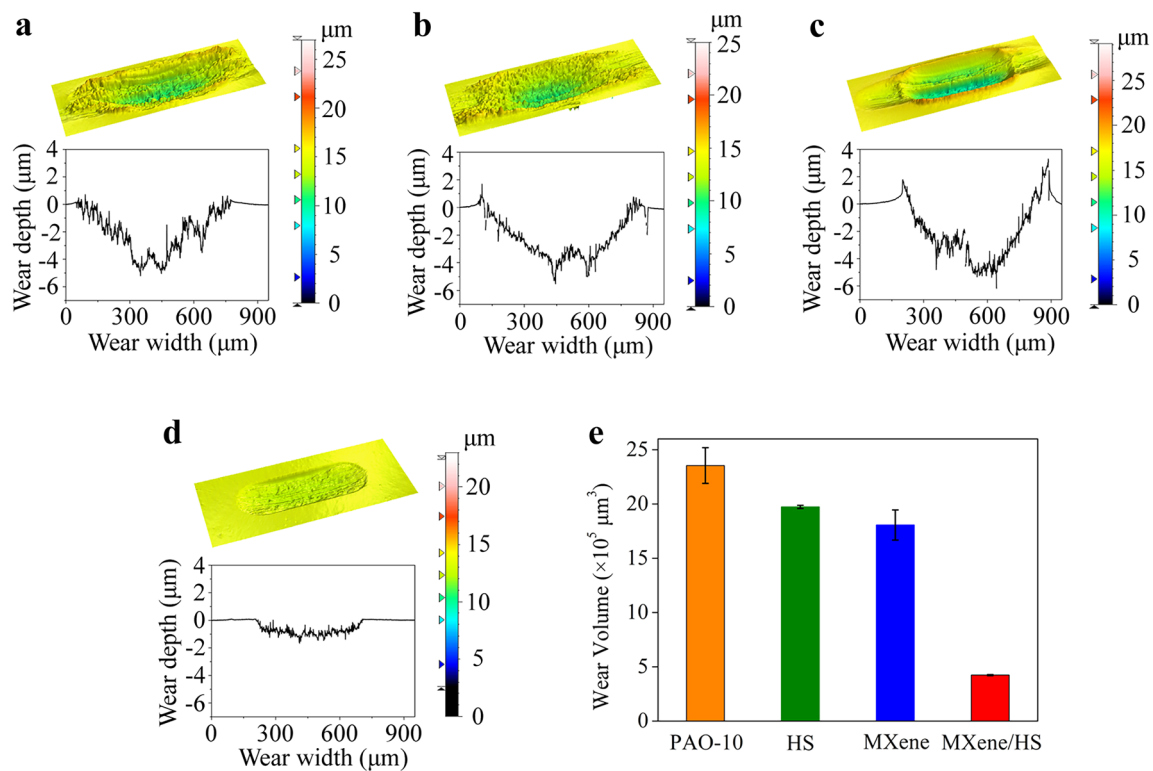 a
μm
25
20
15
10
5
0
4
2
0
-2
-4
-6
Wear depth (μm)
0 300 600 900
Wear width (μm)
b
μm
25
20
15
10
5
0
4
2
0
-2
-4
-6
Wear depth (μm)
0 300 600 900
Wear width (μm)
c
μm
25
20
15
10
5
0
4
2
0
-2
-4
-6
Wear depth (μm)
0 300 600 900
Wear width (μm)
d
μm
20
15
10
5
0
4
2
0
-2
-4
-6
Wear depth (μm)
0 300 600 900
Wear width (μm)
e
25
20
15
10
5
0
Wear Volume (×10⁵ μm³)
PAO-10 HS MXene MXene/HS